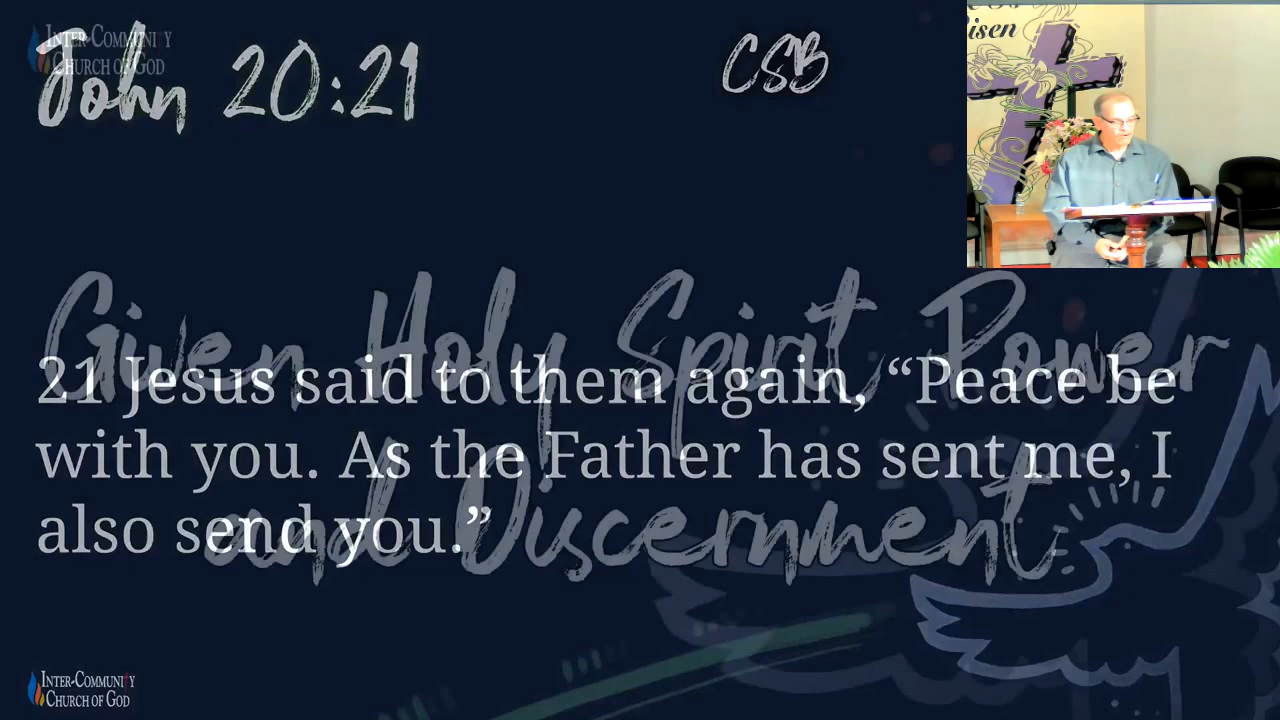 INTER-COMMUNITY
CHURCH OF GOD
John 20:21
CSB
isen
Given Holy Spirit Power
and Discernment
21 Jesus said to them again, “Peace be
with you. As the Father has sent me, I
also send you.”
INTER-COMMUNITY
CHURCH OF GOD